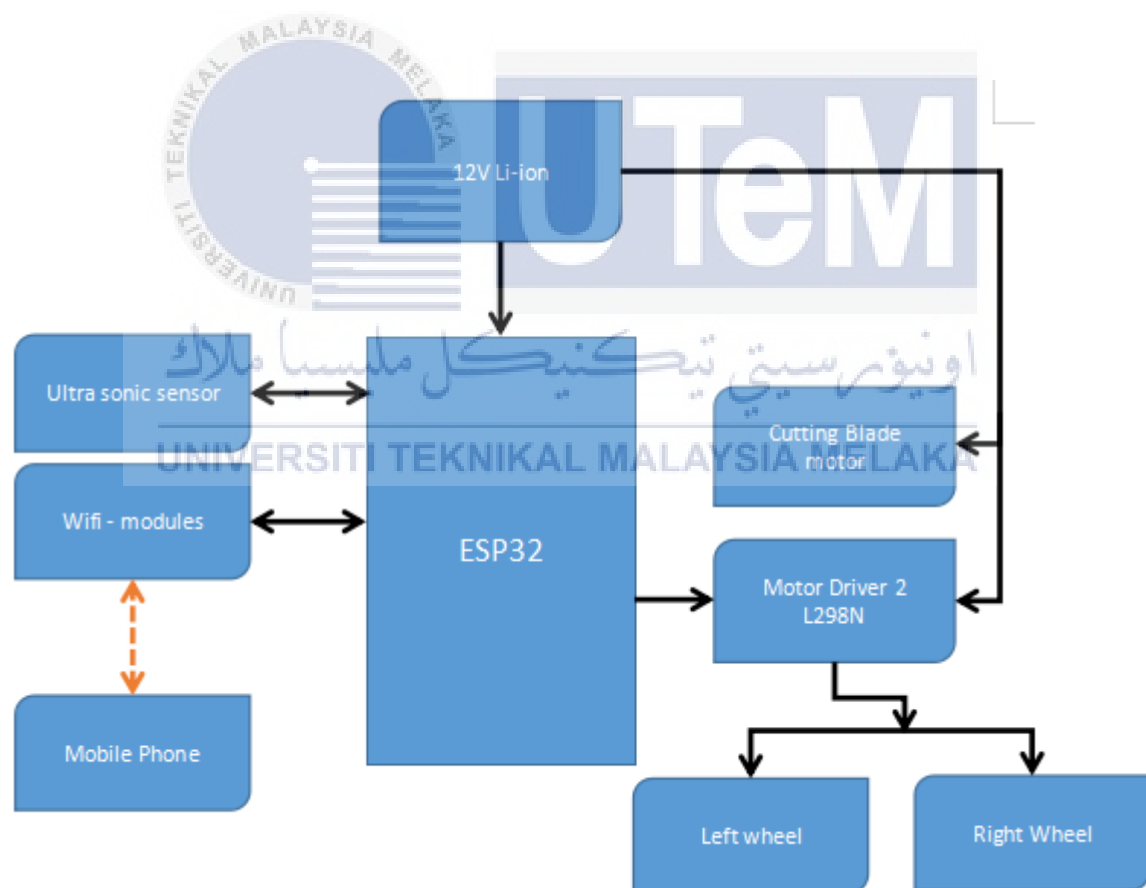 UNIVERSITI TEKNIKAL MALAYSIA MELAKA
UTeM
12V Li-ion
اونيۏرسيتي تيكنيكل مليسيا ملاك
UNIVERSITI TEKNIKAL MALAYSIA MELAKA
Ultra sonic sensor
Cutting Blade
motor
Wifi - modules
ESP32
Motor Driver 2
L298N
Mobile Phone
Left wheel
Right Wheel